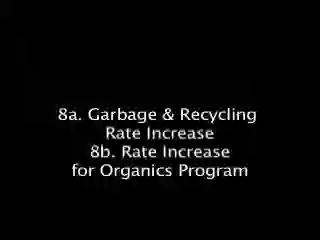 8a. Garbage & Recycling
Rate Increase
8b. Rate Increase
for Organics Program